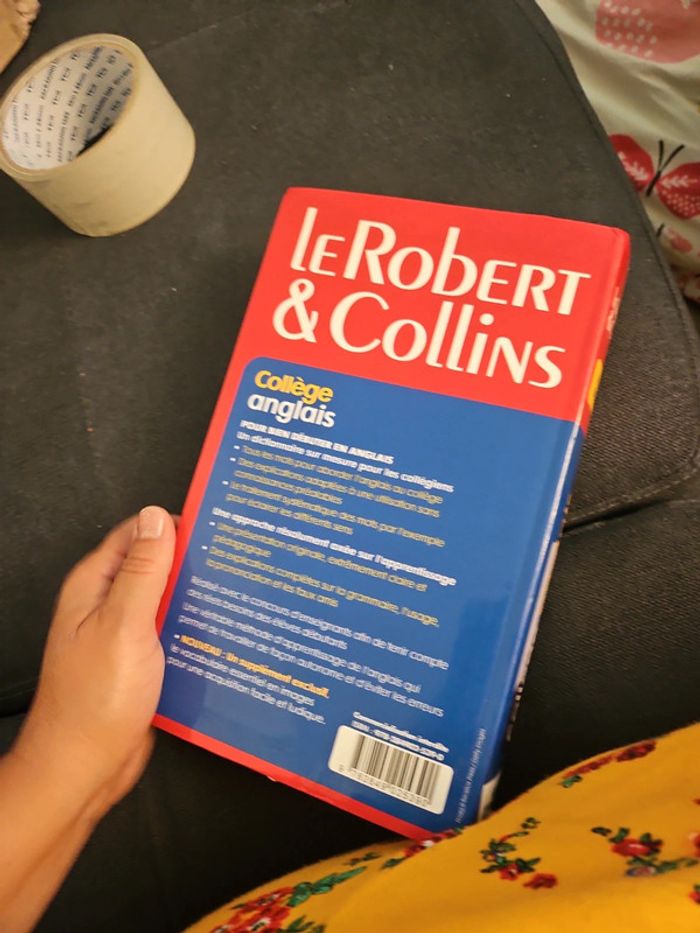 le Robert
& Collins
Collège
anglais
POUR BIEN DÉBUTER EN ANGLAIS
Un dictionnaire sur mesure pour les collégiens
- Tous les mots pour aborder l'anglais au collège
- Des explications adaptées à une utilisation sans
connaissances préalables
- Le traitement systématique des mots par l'exemple
pour éclairer les différents sens
Une approche résolument axée sur l'apprentissage
- Une présentation originale, extrêmement claire et
pédagogique
- Des explications complètes sur la grammaire, l'usage,
la prononciation et les faux amis
Réalisé avec le concours d'enseignants afin de tenir compte
des réels besoins des élèves débutants
Une véritable méthode d'apprentissage de l'anglais qui
permet de travailler de façon autonome et d'éviter les erreurs
- NOUVEAU : Un supplément exclusif,
le vocabulaire essentiel en images
pour une acquisition facile et ludique.
Commercialisation interdite